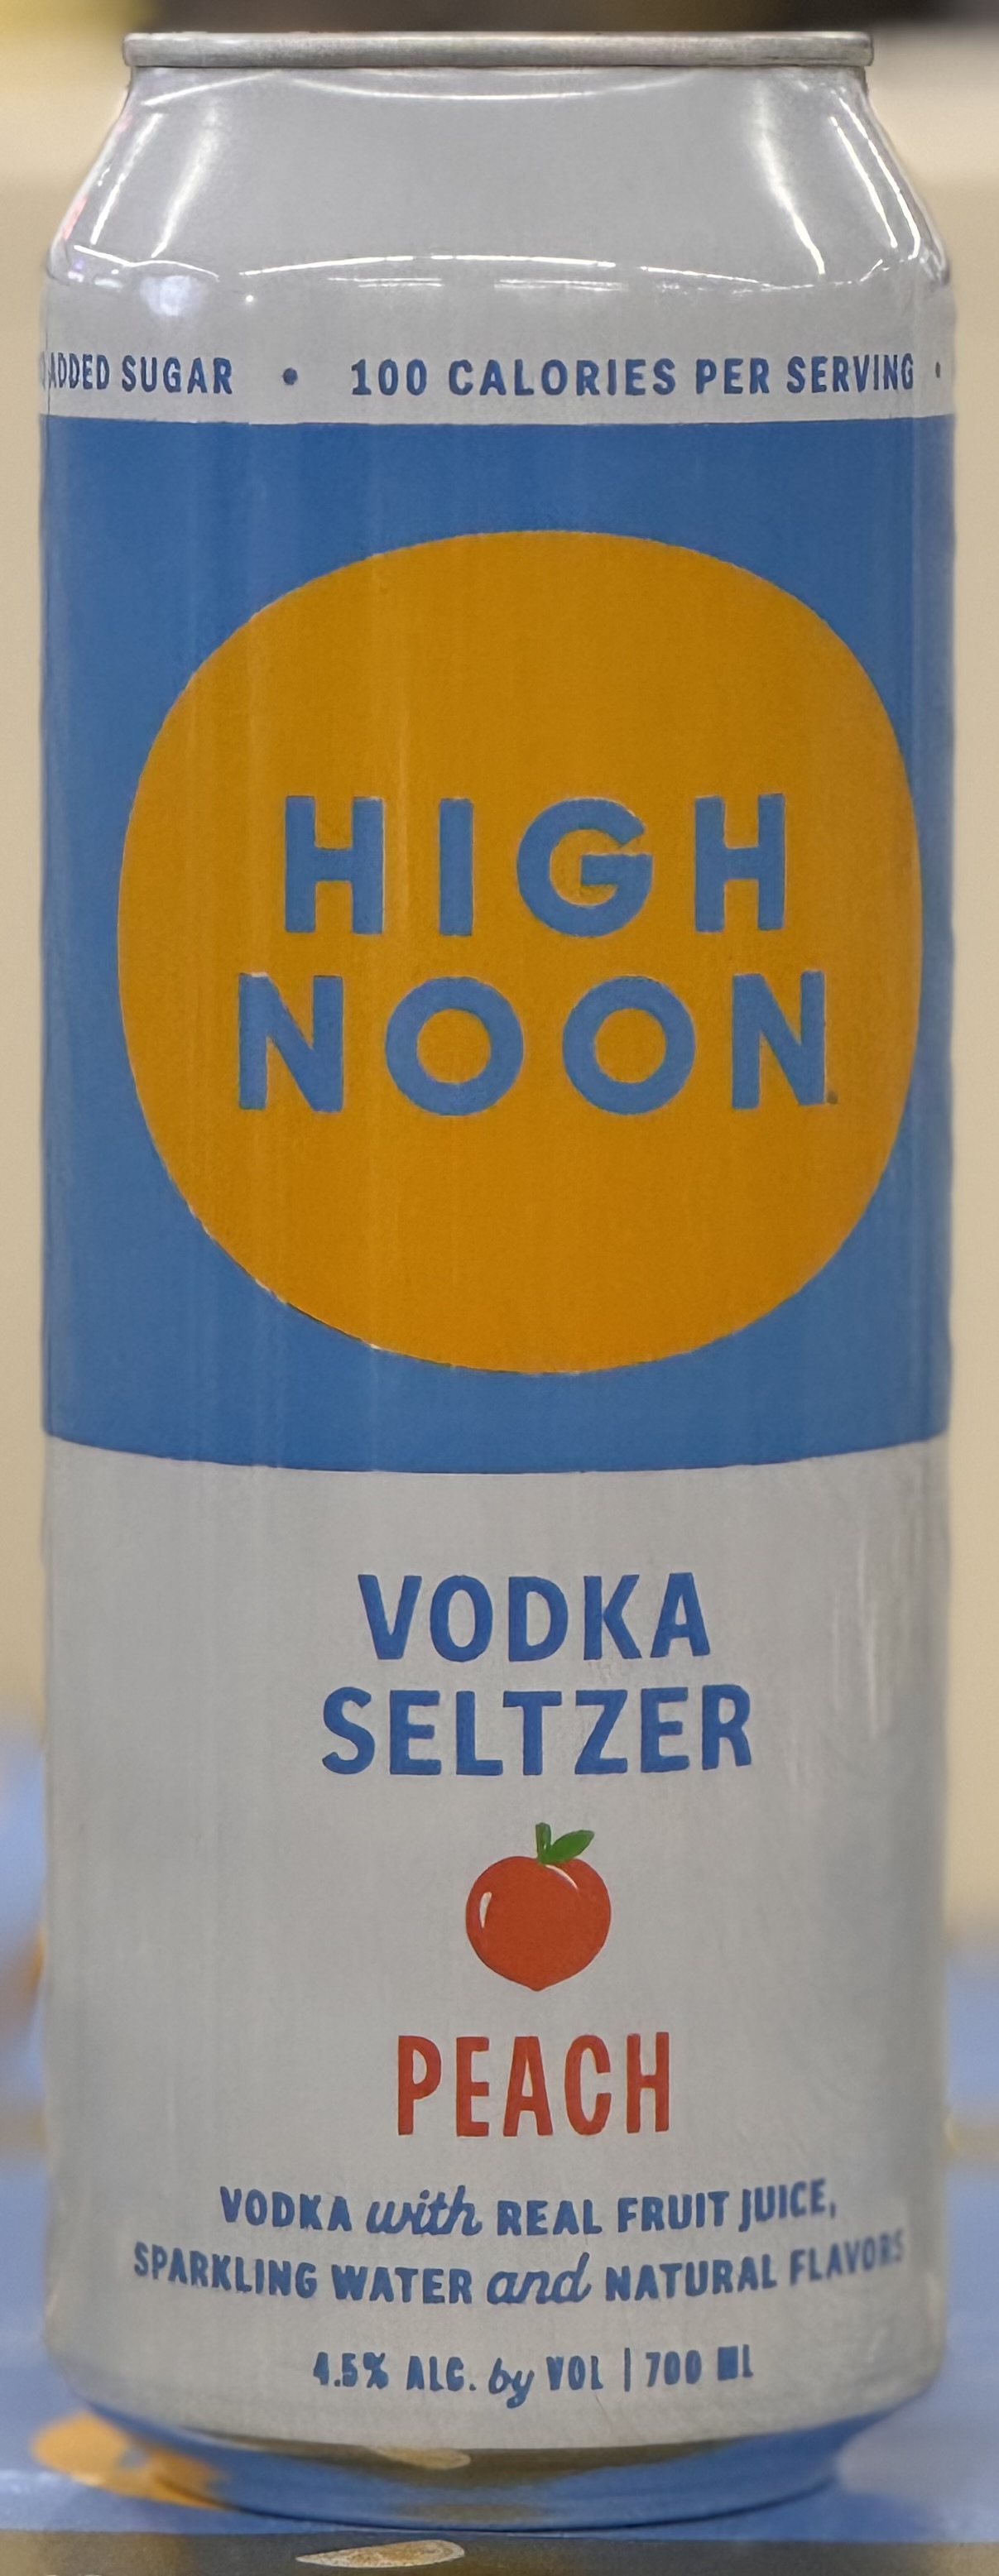 ADDED SUGAR • 100 CALORIES PER SERVING •
HIGH
NOON
VODKA
SELTZER
PEACH
VODKA with REAL FRUIT JUICE,
SPARKLING WATER and NATURAL FLAVORS
4.5% ALC. by VOL | 700 ML